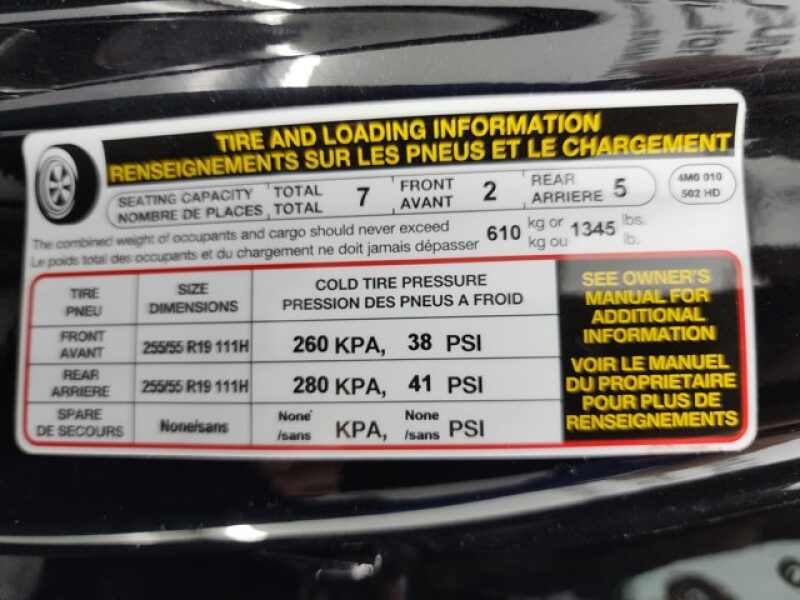 TIRE AND LOADING INFORMATION
RENSEIGNEMENTS SUR LES PNEUS ET LE CHARGEMENT
SEATING CAPACITY TOTAL 7 FRONT 2 REAR 5
NOMBRE DE PLACES TOTAL AVANT ARRIERE
4M0 010
502 HD
The combined weight of occupants and cargo should never exceed 610 kg or 1345 lbs.
Le poids total des occupants et du chargement ne doit jamais dépasser kg ou lb.
TIRE SIZE COLD TIRE PRESSURE
PNEU DIMENSIONS PRESSION DES PNEUS A FROID
FRONT
AVANT 255/55 R19 111H 260 KPA, 38 PSI
REAR
ARRIERE 255/55 R19 111H 280 KPA, 41 PSI
SPARE
DE SECOURS None/sans None/sans KPA, None/sans PSI
SEE OWNER'S
MANUAL FOR
ADDITIONAL
INFORMATION
VOIR LE MANUEL
DU PROPRIETAIRE
POUR PLUS DE
RENSEIGNEMENTS